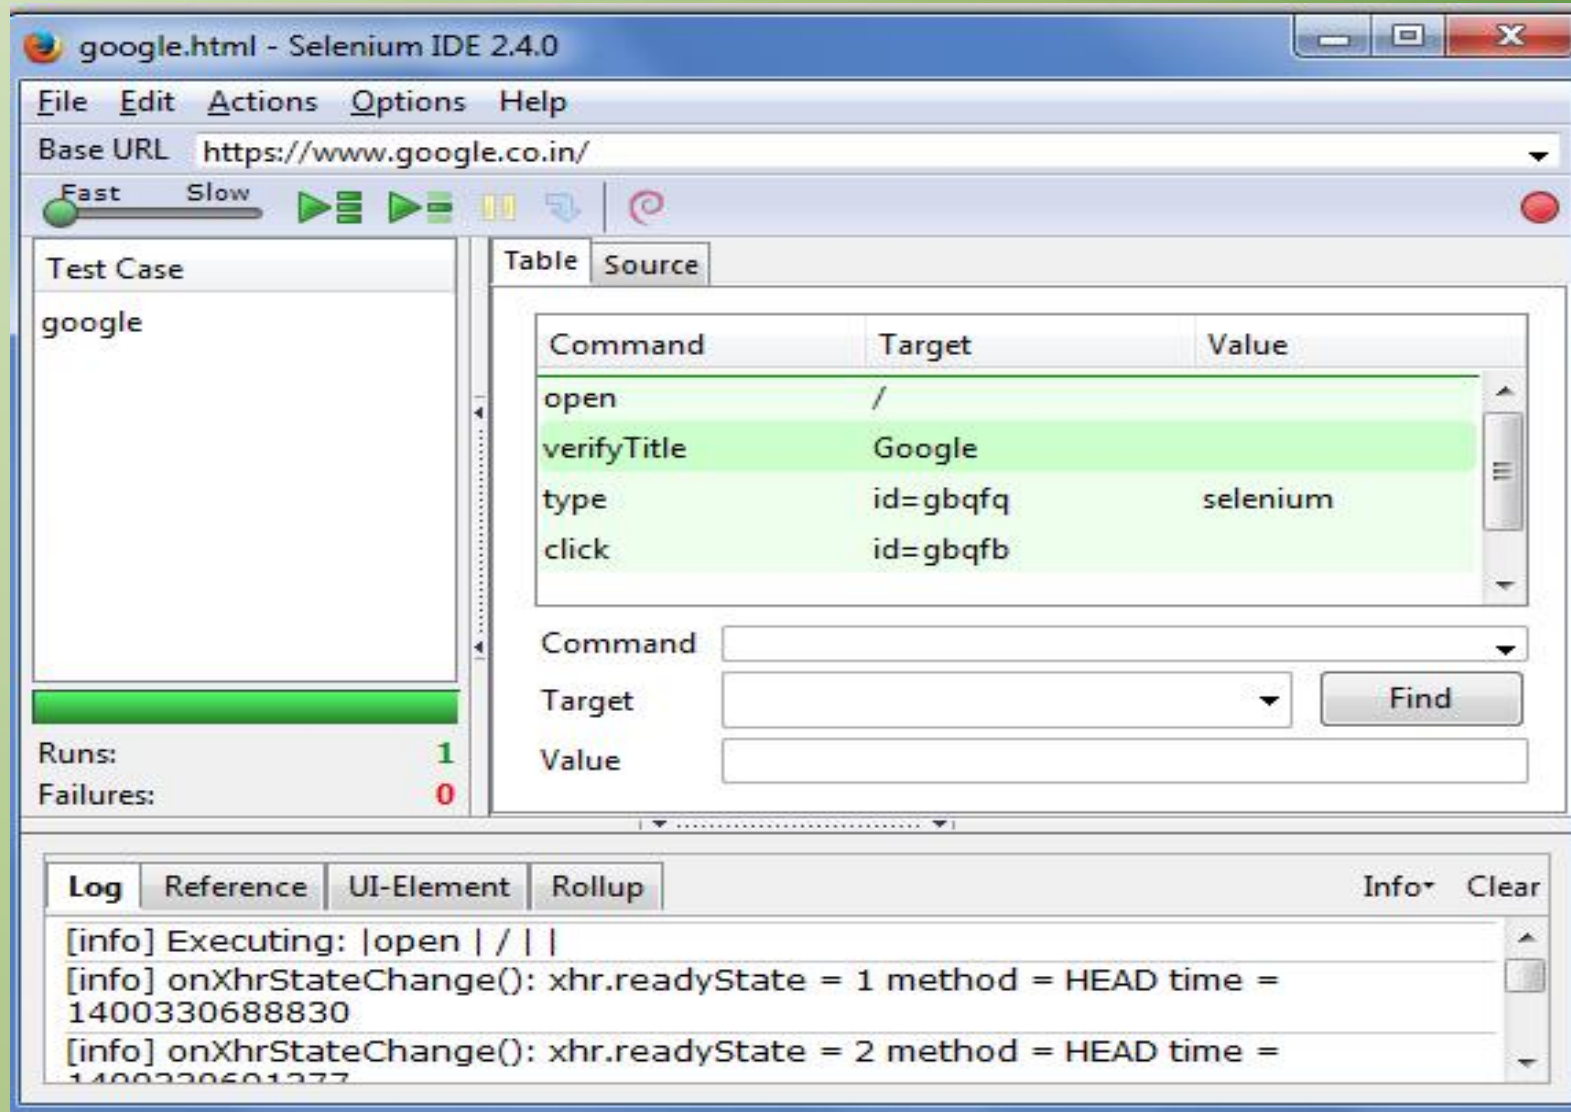 google.html - Selenium IDE 2.4.0
File Edit Actions Options Help
Base URL https://www.google.co.in/
Fast Slow
Test Case
google
Runs: 1
Failures: 0
Table Source
Command Target Value
open /
verifyTitle Google
type id=gbqfq selenium
click id=gbqfb
Command
Target Find
Value
Log Reference UI-Element Rollup Info Clear
[info] Executing: |open | / | |
[info] onXhrStateChange(): xhr.readyState = 1 method = HEAD time =
1400330688830
[info] onXhrStateChange(): xhr.readyState = 2 method = HEAD time =